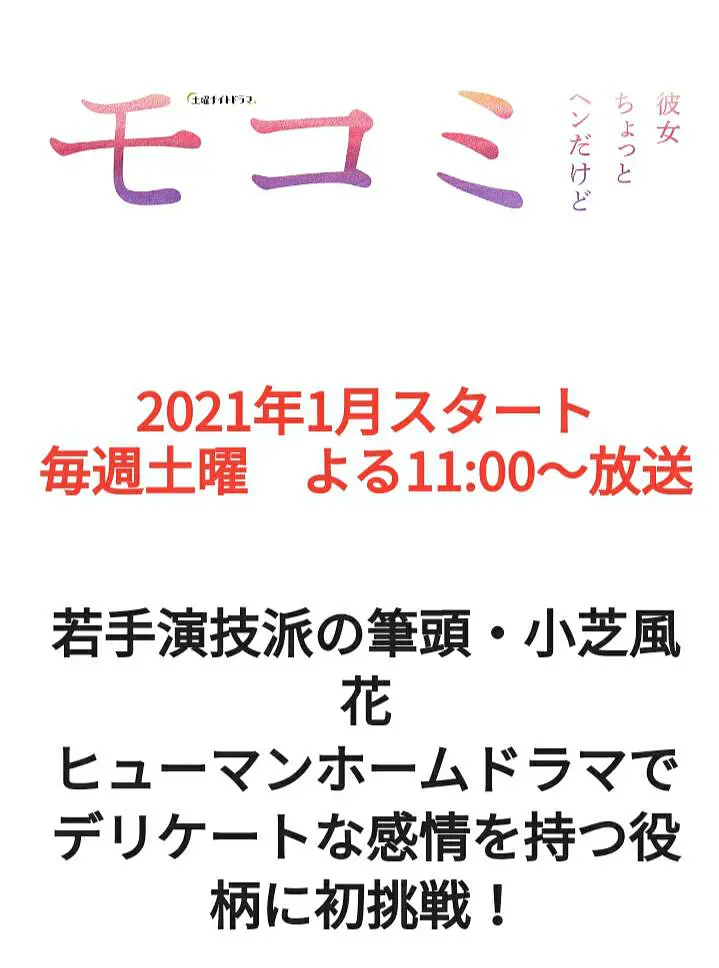 土曜ナイトドラマ
モコミ
彼女
ちょっと
ヘンだけど
2021年1月スタート
毎週土曜　よる11:00〜放送
若手演技派の筆頭・小芝風
花
ヒューマンホームドラマで
デリケートな感情を持つ役
柄に初挑戦！